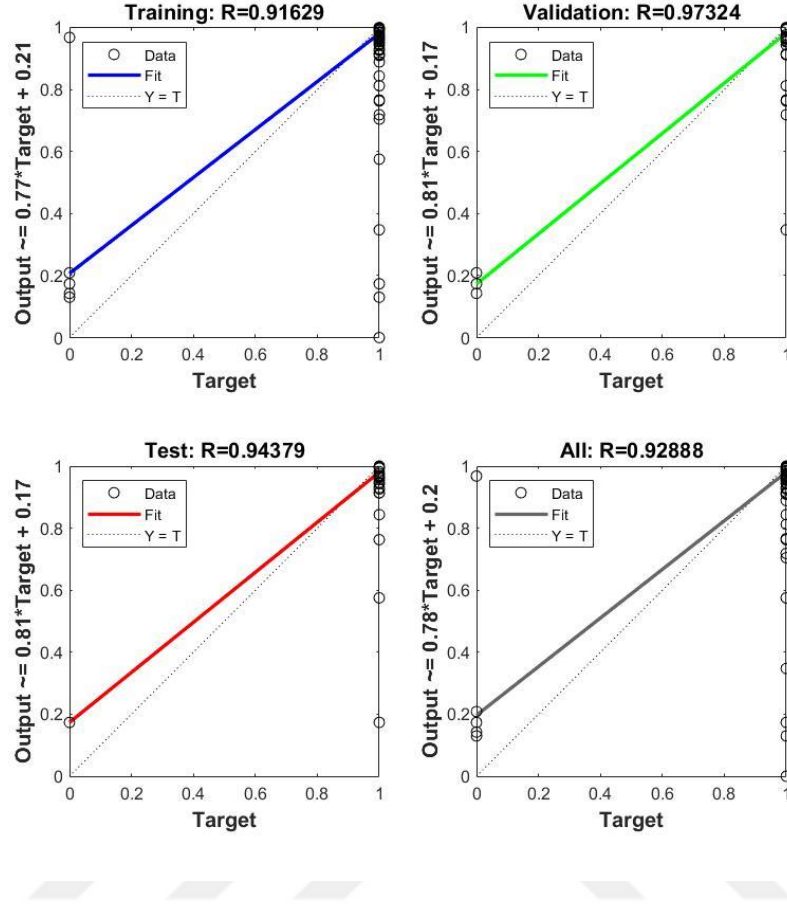 Training: R=0.91629
Output ~= 0.77*Target + 0.21
1
0.8
0.6
0.4
0.2
0
Data
Fit
Y = T
0
0.2
0.4
0.6
0.8
1
Target
Validation: R=0.97324
Output ~= 0.81*Target + 0.17
1
0.8
0.6
0.4
0.2
0
Data
Fit
Y = T
0
0.2
0.4
0.6
0.8
1
Target
Test: R=0.94379
Output ~= 0.81*Target + 0.17
1
0.8
0.6
0.4
0.2
0
Data
Fit
Y = T
0
0.2
0.4
0.6
0.8
1
Target
All: R=0.92888
Output ~= 0.78*Target + 0.2
1
0.8
0.6
0.4
0.2
0
Data
Fit
Y = T
0
0.2
0.4
0.6
0.8
1
Target